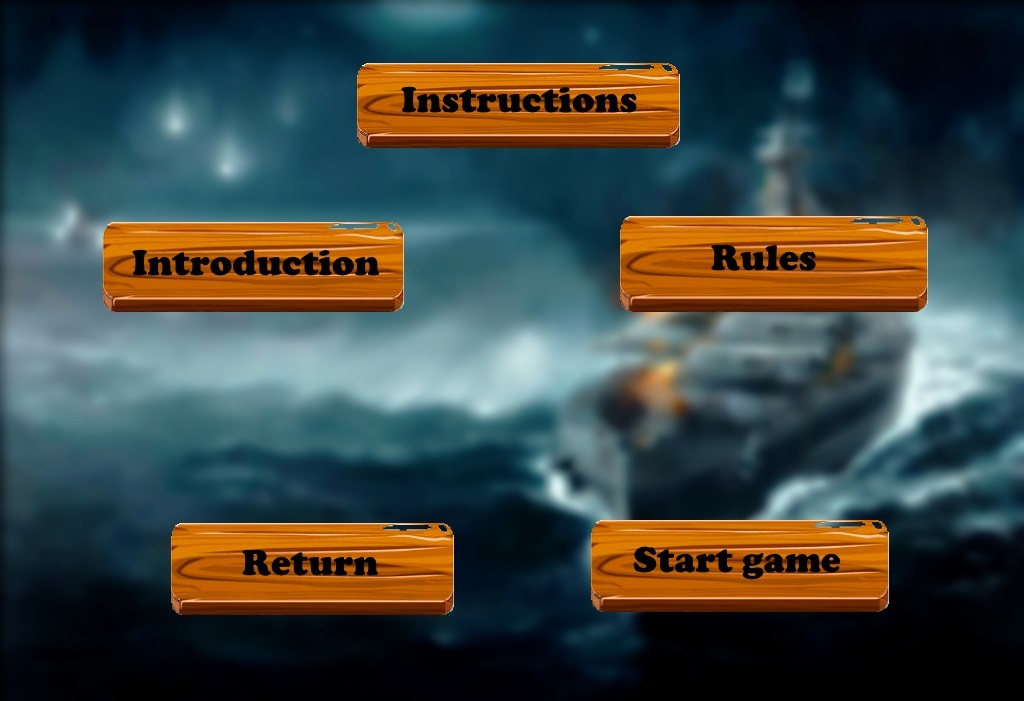 Instructions
Introduction
Rules
Return
Start game